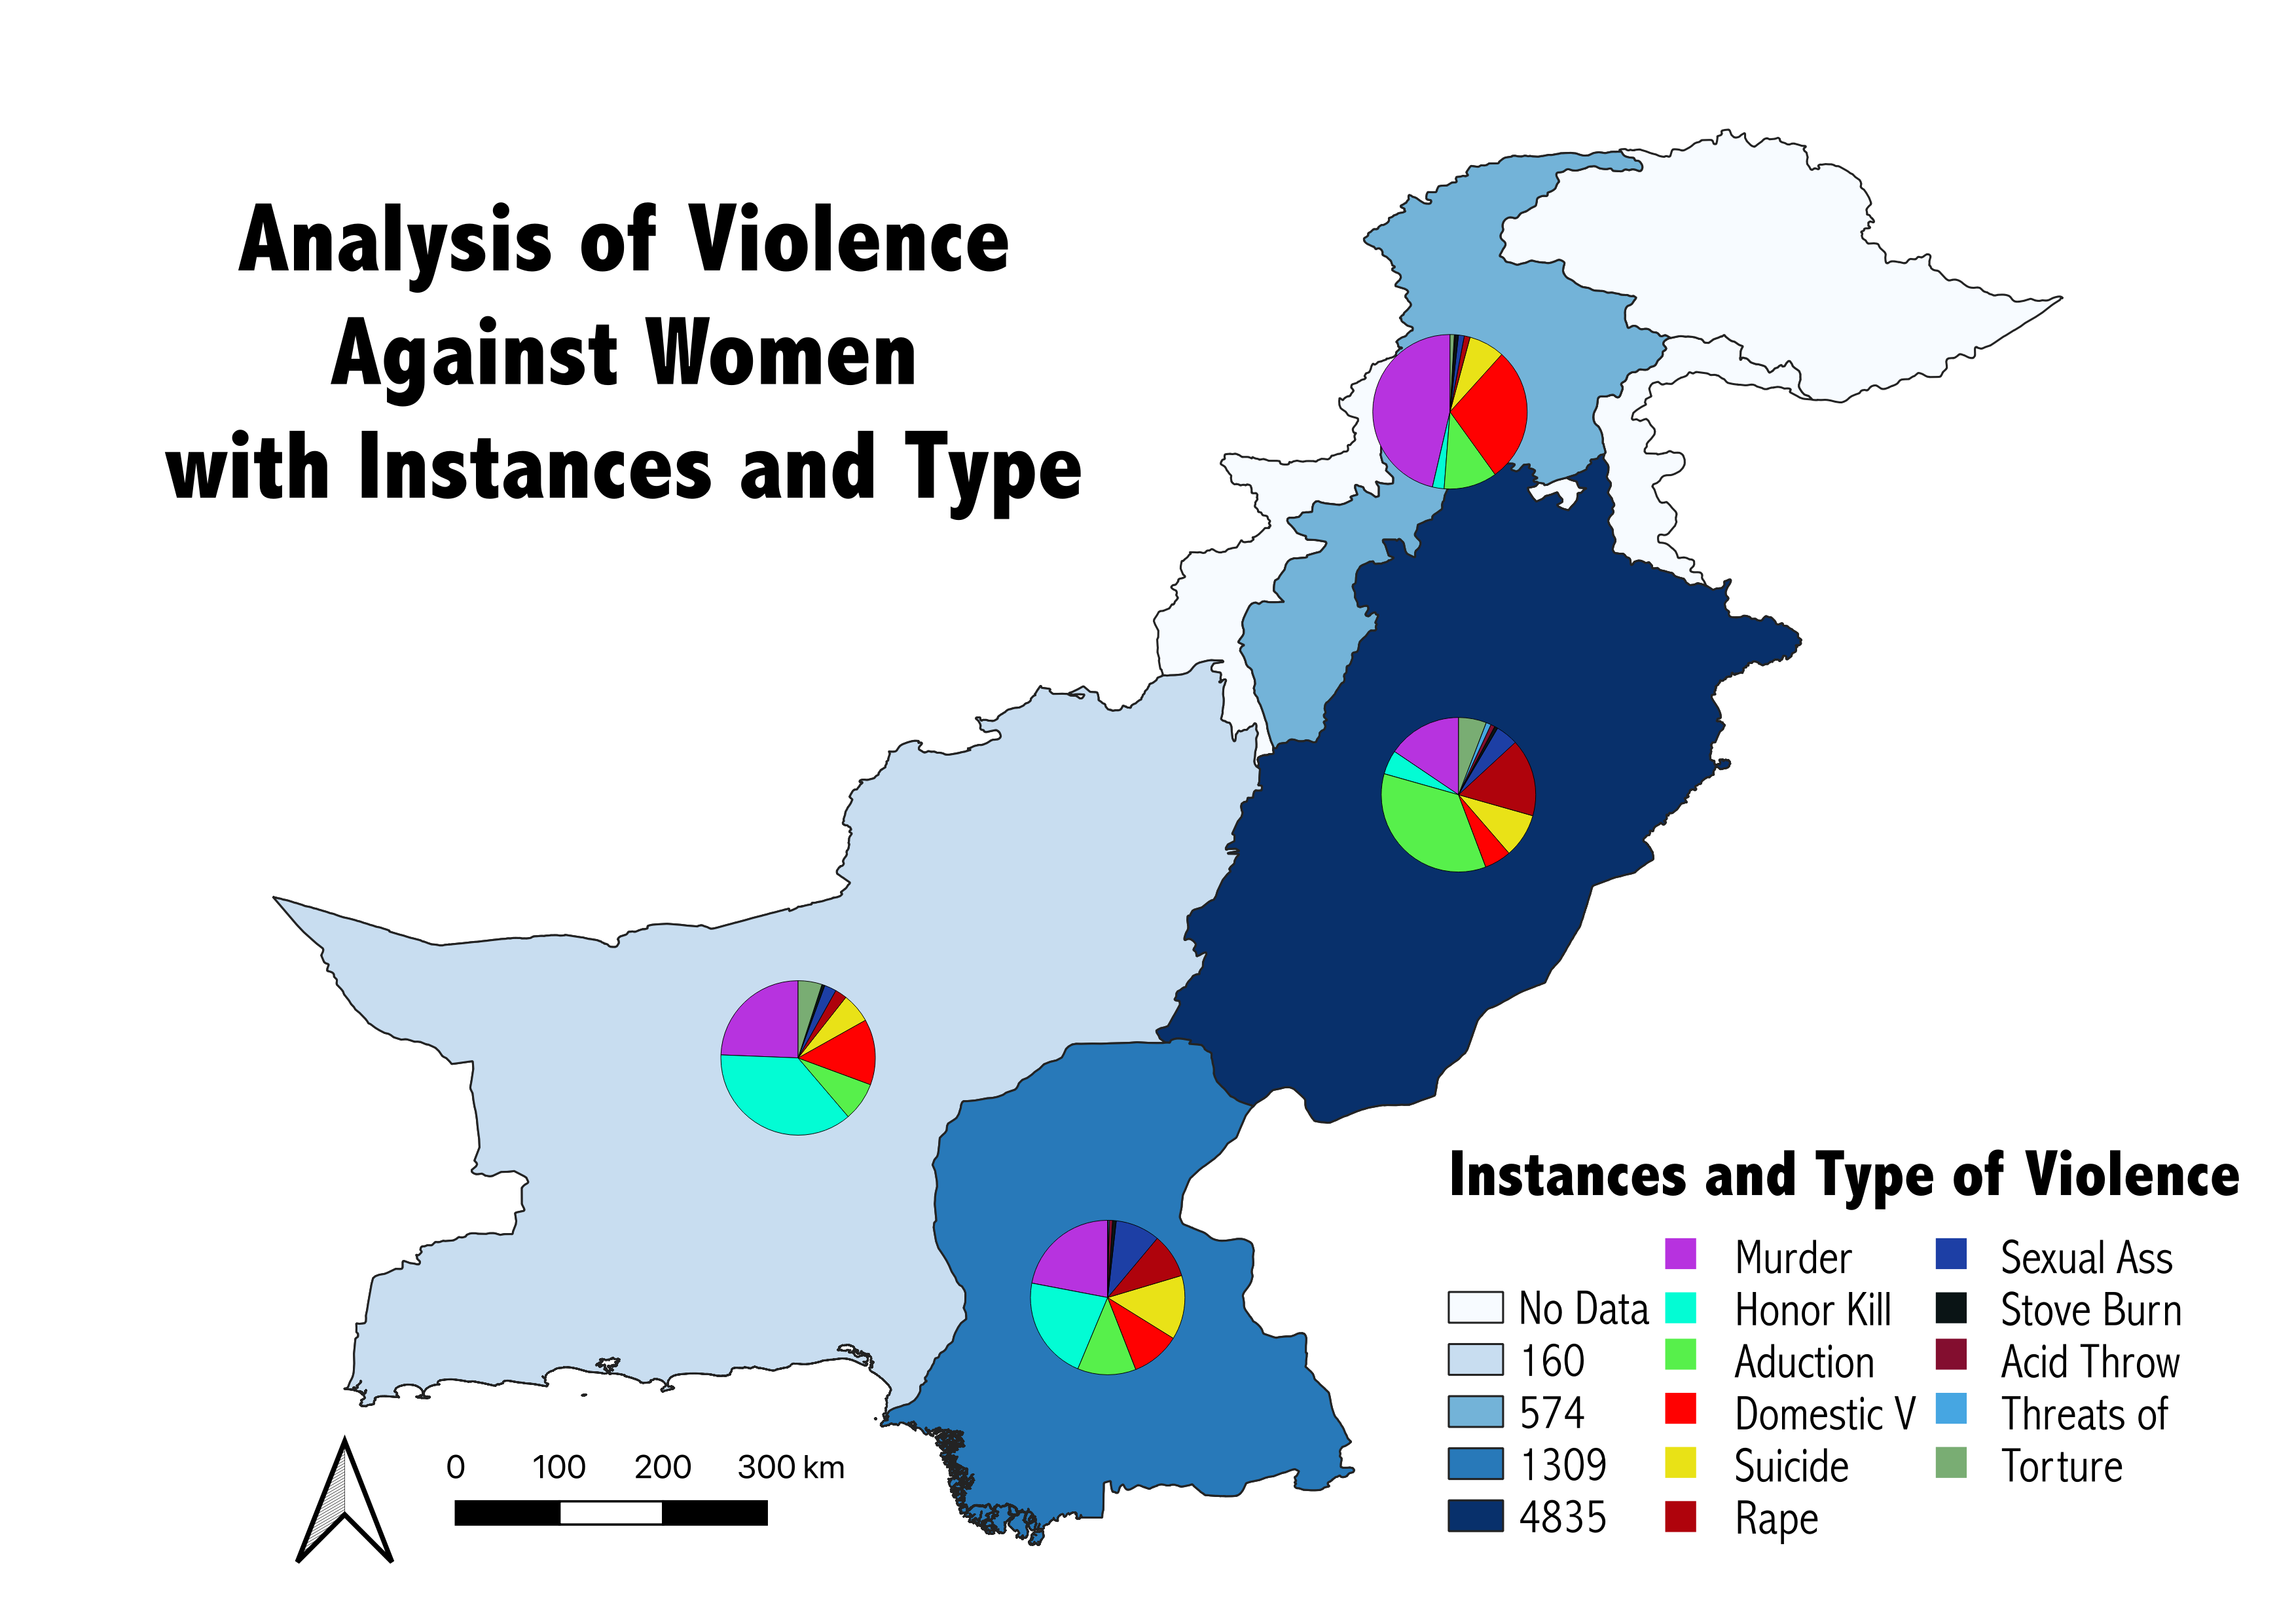 Analysis of Violence
Against Women
with Instances and Type
Instances and Type of Violence
No Data
160
574
1309
4835
Murder
Honor Kill
Aduction
Domestic V
Suicide
Rape
Sexual Ass
Stove Burn
Acid Throw
Threats of
Torture
0 100 200 300 km